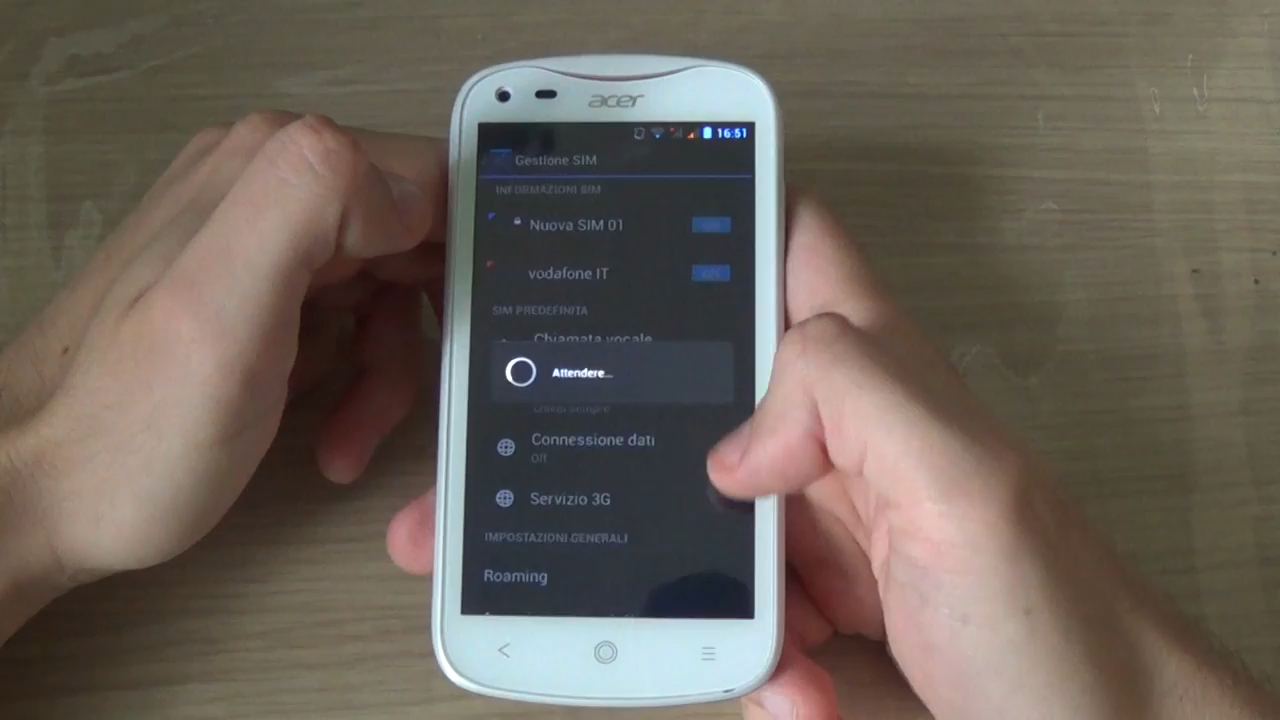 acer
16:51
Gestione SIM
INFORMAZIONI SIM
Nuova SIM 01
vodafone IT
SIM PREDEFINITA
Chiamata vocale
Attendere...
Connessione dati
Off
Servizio 3G
IMPOSTAZIONI GENERALI
Roaming